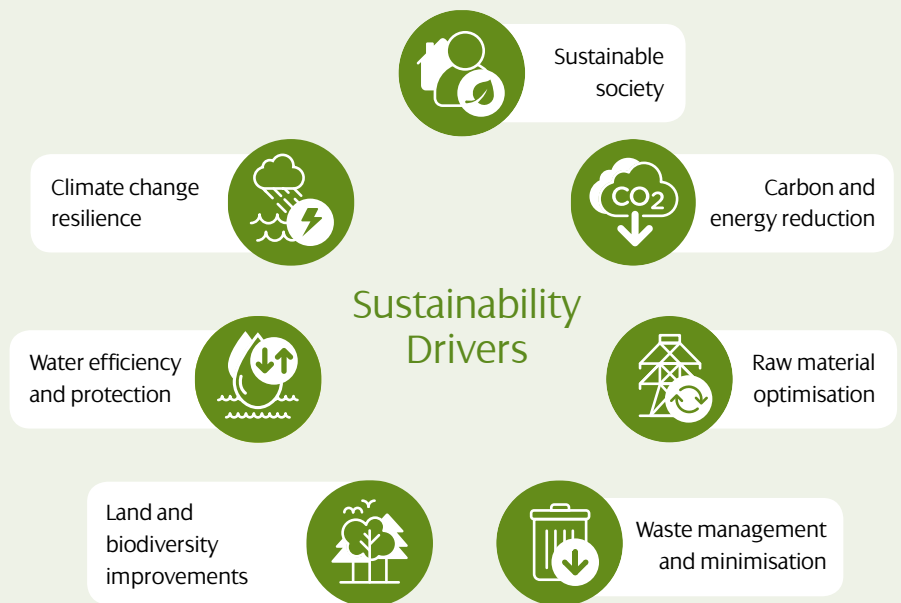 Sustainable
society
Climate change
resilience
CO2
Carbon and
energy reduction
Sustainability
Drivers
Water efficiency
and protection
Raw material
optimisation
Land and
biodiversity
improvements
Waste management
and minimisation